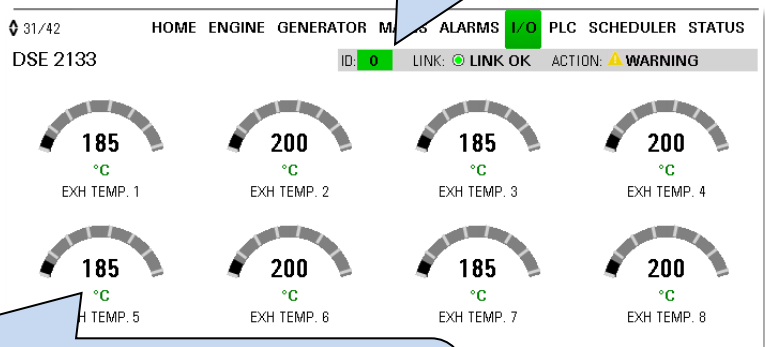 31/42 HOME ENGINE GENERATOR ALARMS I/O PLC SCHEDULER STATUS
DSE 2133 ID: 0 LINK: LINK OK ACTION: WARNING
185 200 185 200
°C °C °C °C
EXH TEMP. 1 EXH TEMP. 2 EXH TEMP. 3 EXH TEMP. 4
185 200 185 200
°C °C °C °C
TEMP. 5 EXH TEMP. 6 EXH TEMP. 7 EXH TEMP. 8